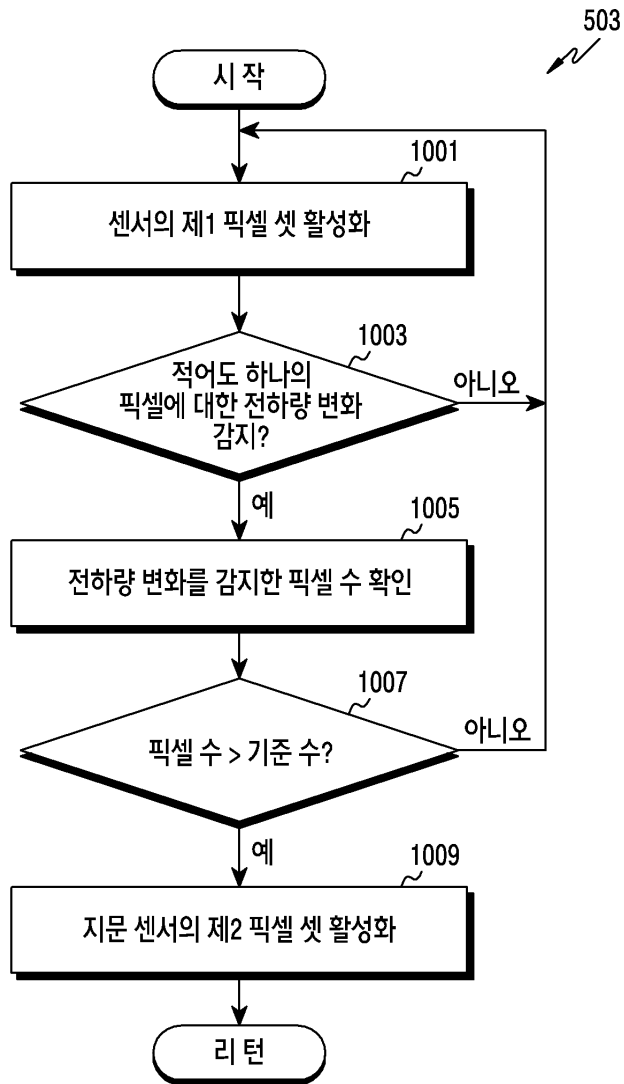 503
시 작
1001
센서의 제1 픽셀 셋 활성화
1003
적어도 하나의
픽셀에 대한 전하량 변화
감지?
아니오
예
1005
전하량 변화를 감지한 픽셀 수 확인
1007
픽셀 수 > 기준 수?
아니오
예
1009
지문 센서의 제2 픽셀 셋 활성화
리 턴